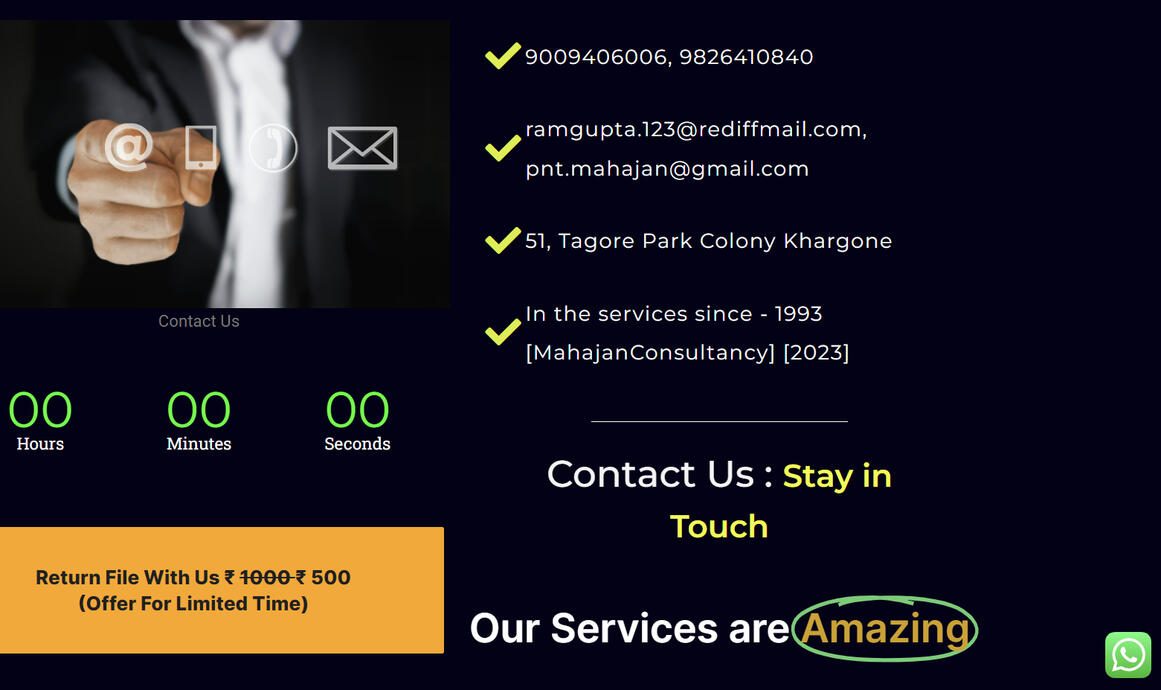 9009406006, 9826410840
ramgupta.123@rediffmail.com,
pnt.mahajan@gmail.com
51, Tagore Park Colony Khargone
In the services since - 1993
[MahajanConsultancy] [2023]
Contact Us
00 00 00
Hours Minutes Seconds
Return File With Us ₹ 1000 ₹ 500
(Offer For Limited Time)
Contact Us : Stay in
Touch
Our Services are Amazing